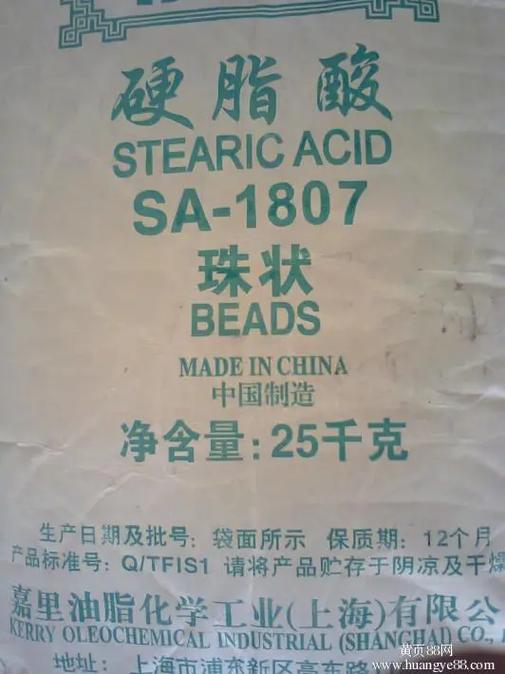 硬脂酸
STEARIC ACID
SA-1807
珠状
BEADS
MADE IN CHINA
中国制造
净含量:25千克
生产日期及批号:袋面所示 保质期:12个月
产品标准号:Q/TFIS1 请将产品贮存于阴凉及干燥
嘉里油脂化学工业(上海)有限公
KERRY OLEOCHEMICAL INDUSTRIAL (SHANGHAI) CO.,
地址: 上海市浦东新区高东路
黄页88网
www.huangye88.com